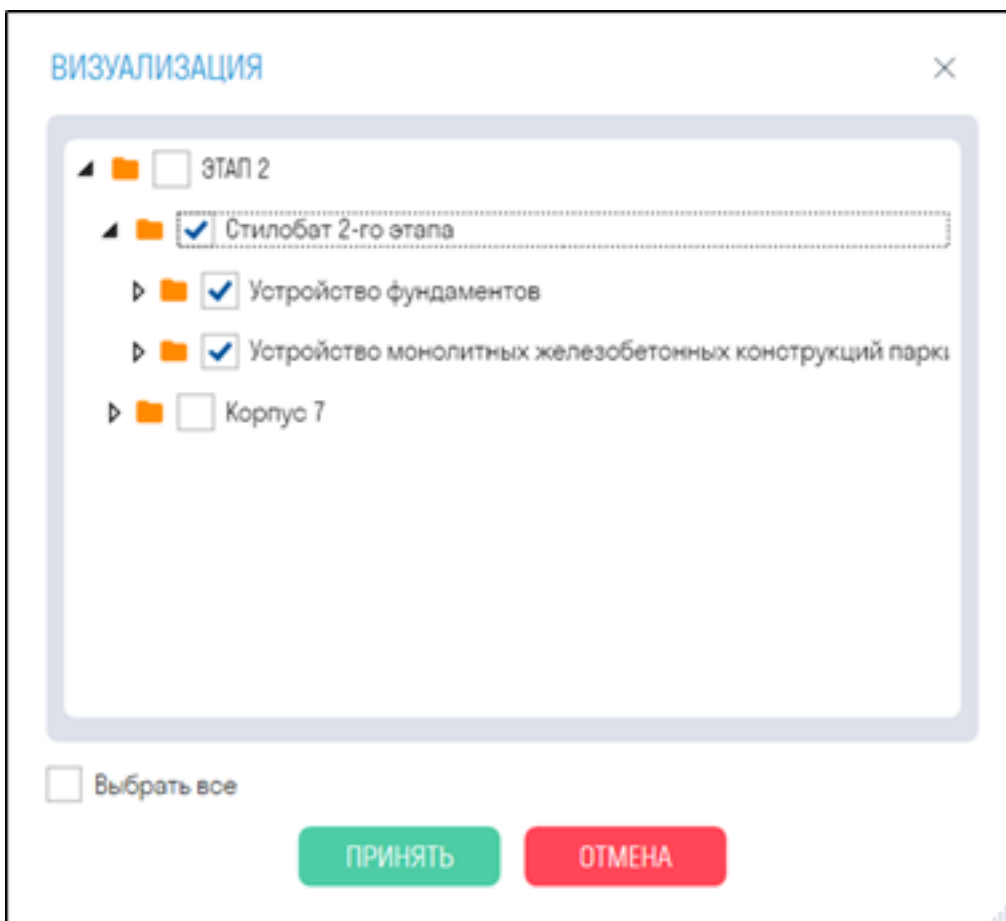 ВИЗУАЛИЗАЦИЯ
ЭТАП 2
Стилобат 2-го этапа
Устройство фундаментов
Устройство монолитных железобетонных конструкций
Корпус 7
Выбрать все
ПРИНЯТЬ
ОТМЕНА